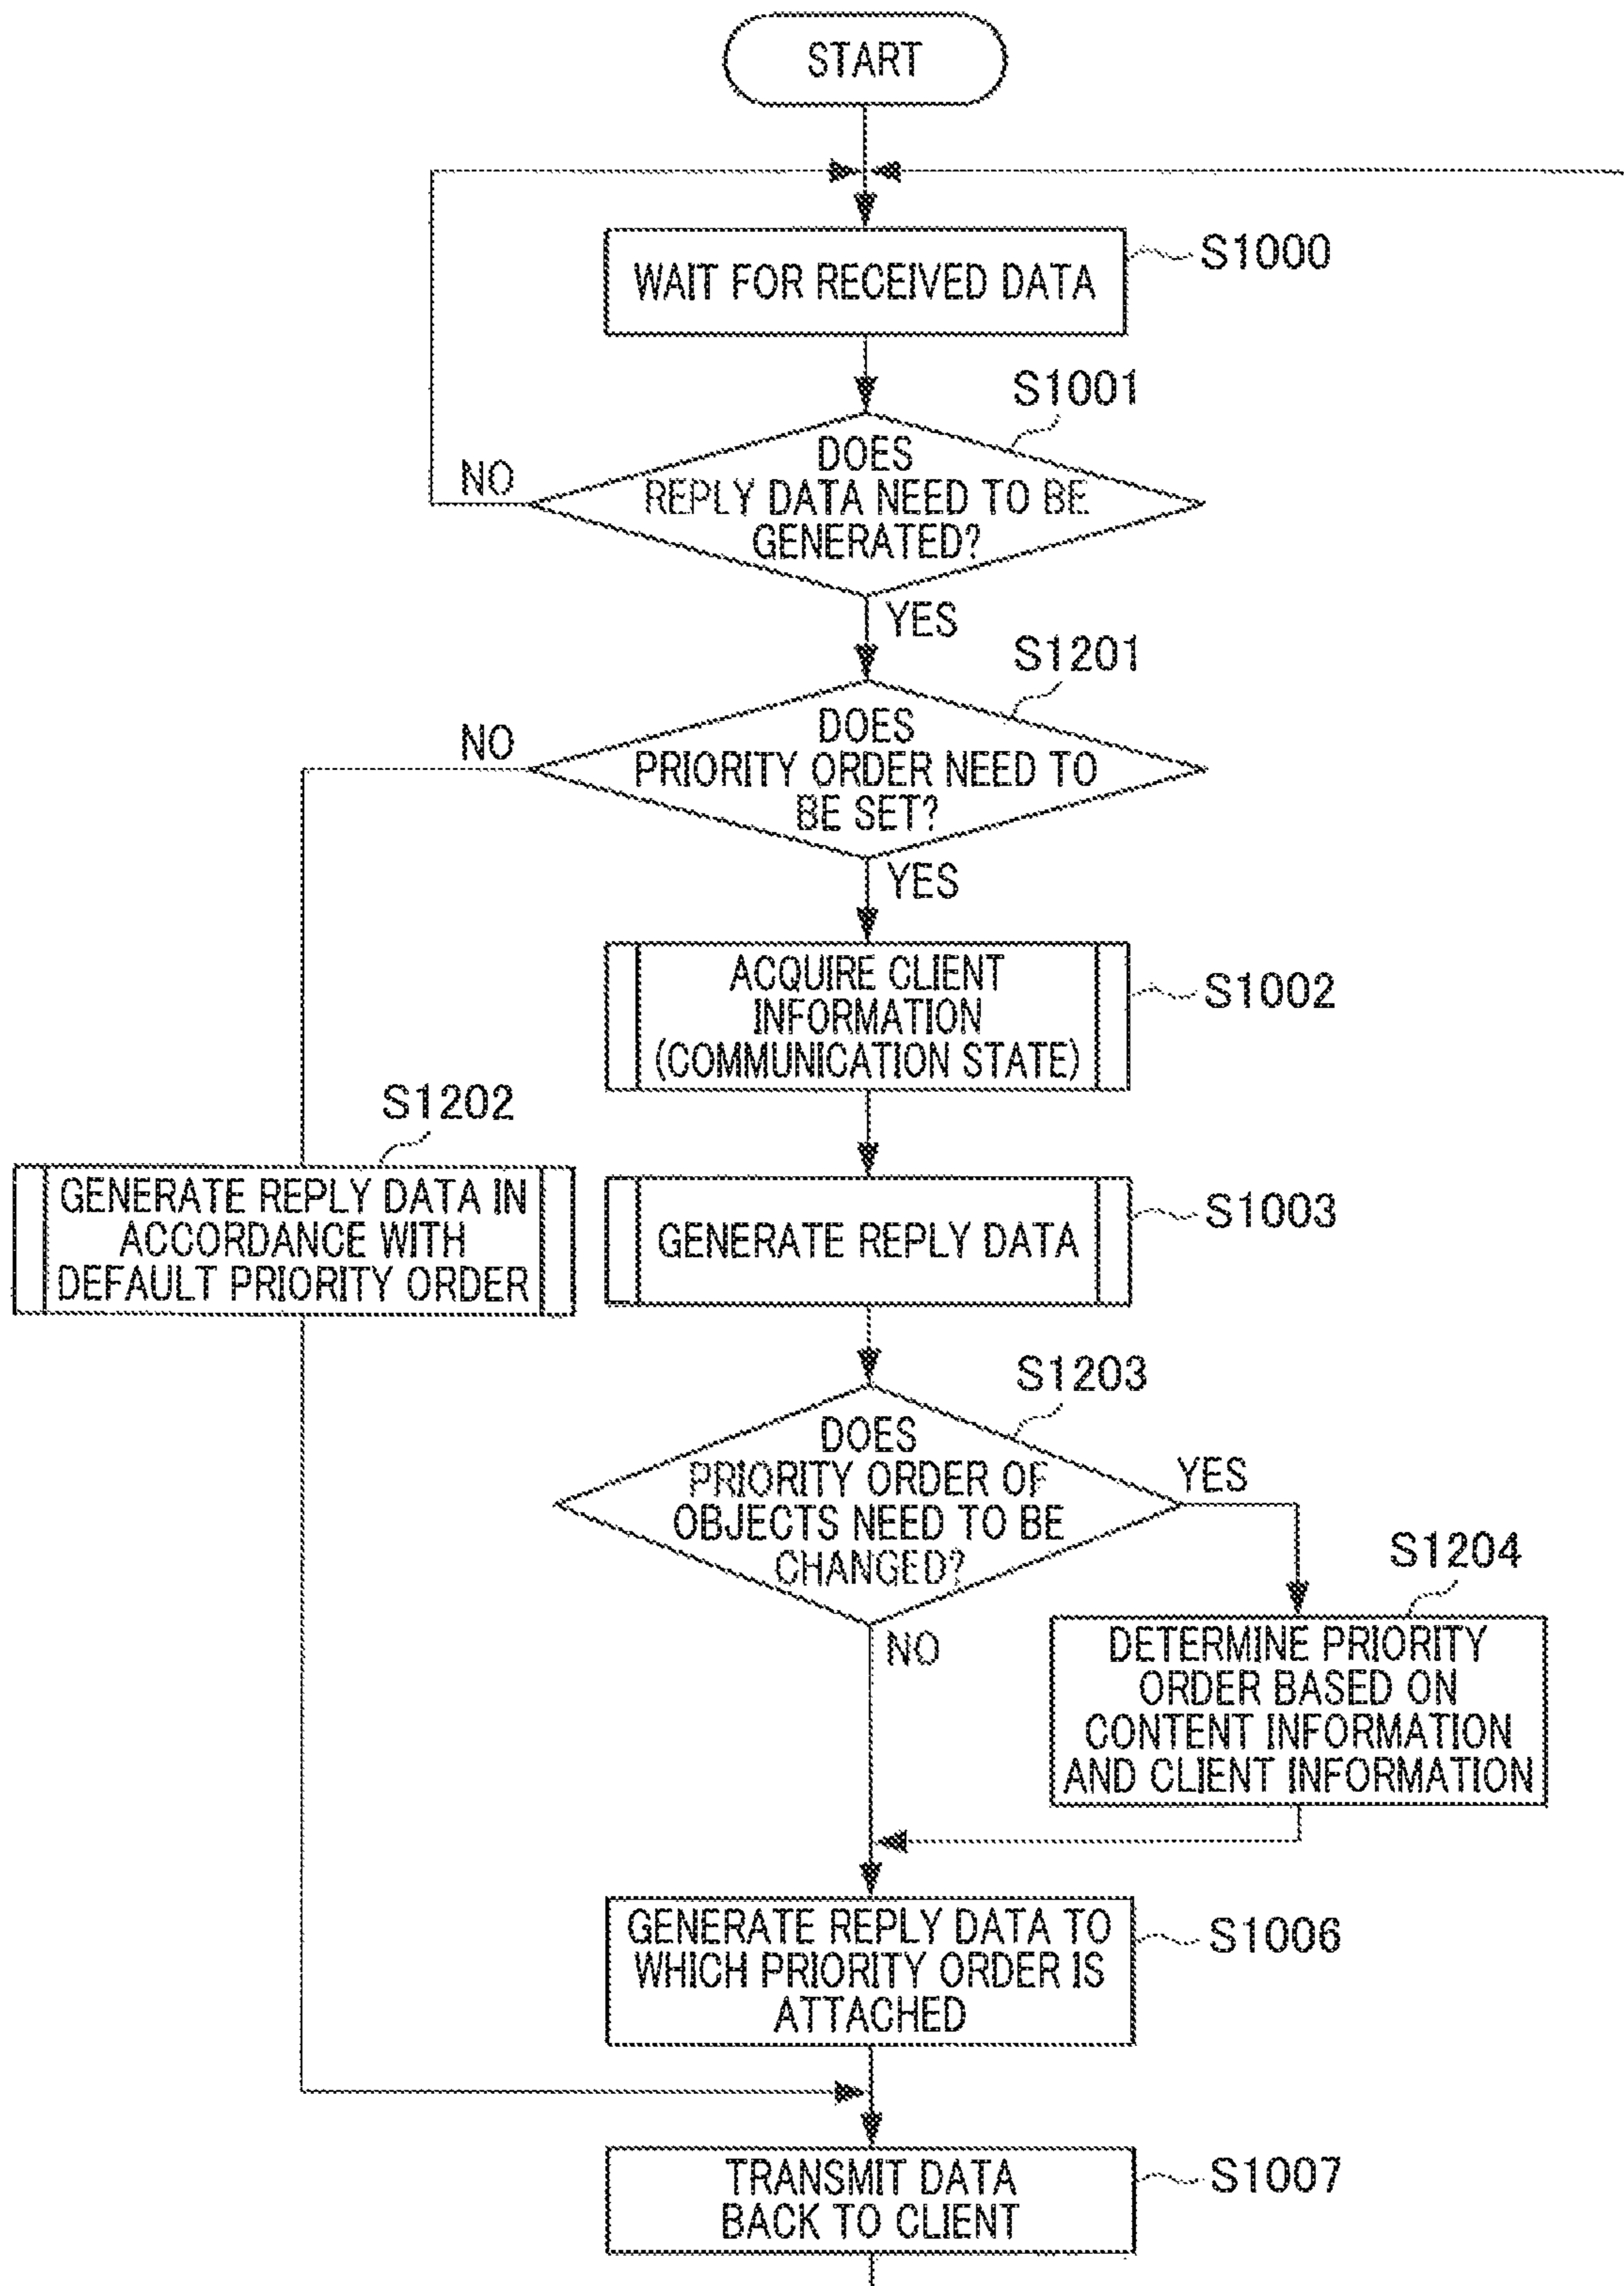 START
WAIT FOR RECEIVED DATA
S1000
S1001
DOES
REPLY DATA NEED TO BE
GENERATED?
NO
YES
S1201
DOES
PRIORITY ORDER NEED TO
BE SET?
NO
YES
ACQUIRE CLIENT
INFORMATION
(COMMUNICATION STATE)
S1002
S1202
GENERATE REPLY DATA IN
ACCORDANCE WITH
DEFAULT PRIORITY ORDER
GENERATE REPLY DATA
S1003
S1203
DOES
PRIORITY ORDER OF
OBJECTS NEED TO BE
CHANGED?
YES
NO
S1204
DETERMINE PRIORITY
ORDER BASED ON
CONTENT INFORMATION
AND CLIENT INFORMATION
GENERATE REPLY DATA TO
WHICH PRIORITY ORDER IS
ATTACHED
S1006
TRANSMIT DATA
BACK TO CLIENT
S1007